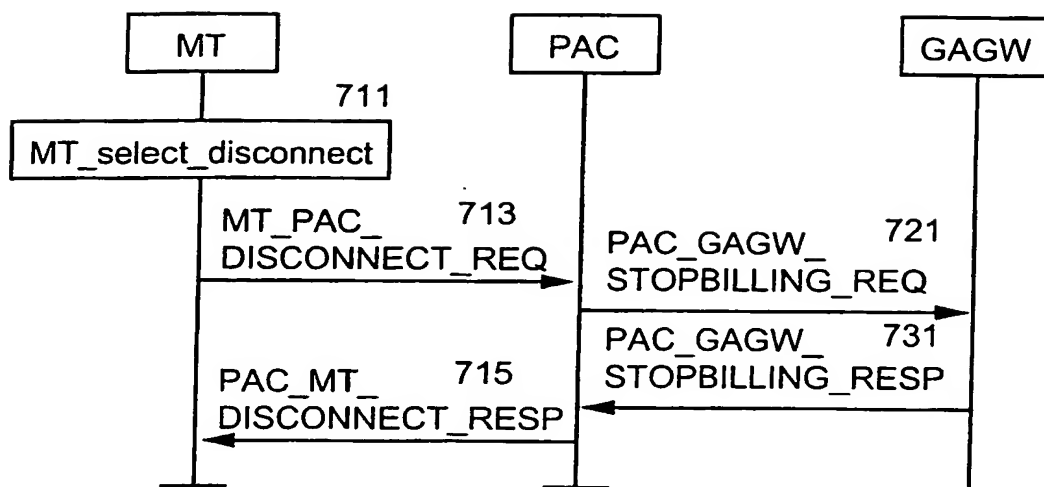 MT
PAC
GAGW
711
MT_select_disconnect
MT_PAC_ 713
DISCONNECT_REQ
PAC_GAGW_ 721
STOPBILLING_REQ
PAC_GAGW_ 731
STOPBILLING_RESP
PAC_MT_ 715
DISCONNECT_RESP